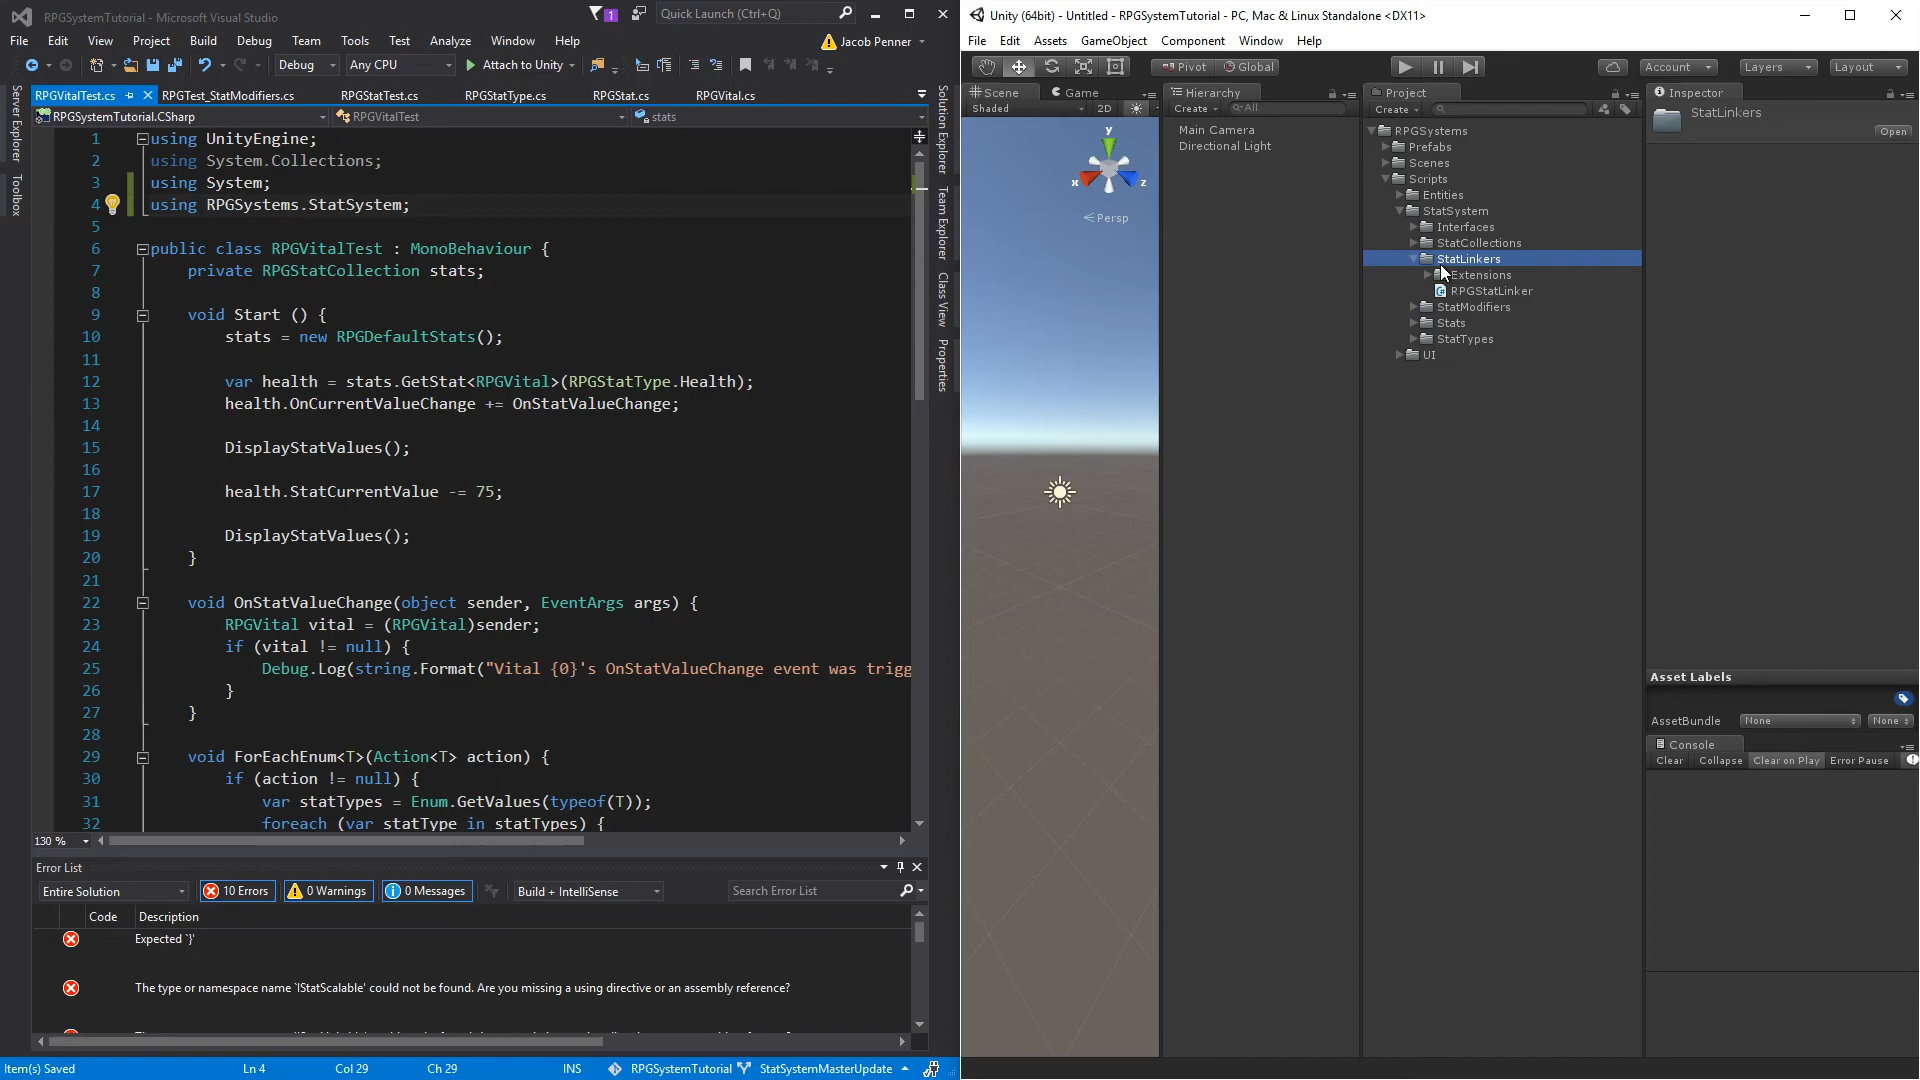 RPGSystemTutorial - Microsoft Visual Studio
1
Quick Launch (Ctrl+Q)
File Edit View Project Build Debug Team Tools Test Analyze Window Help
Jacob Penner
Debug Any CPU Attach to Unity
RPGVitalTest.cs RPGTest_StatModifiers.cs RPGStatTest.cs RPGStatType.cs RPGStat.cs RPGVital.cs
RPGSystemTutorial.CSharp RPGVitalTest stats
Server Explorer
Toolbox
1 using UnityEngine;
2 using System.Collections;
3 using System;
4 using RPGSystems.StatSystem;
5
6 public class RPGVitalTest : MonoBehaviour {
7 private RPGStatCollection stats;
8
9 void Start () {
10 stats = new RPGDefaultStats();
11
12 var health = stats.GetStat<RPGVital>(RPGStatType.Health);
13 health.OnCurrentValueChange += OnStatValueChange;
14
15 DisplayStatValues();
16
17 health.StatCurrentValue -= 75;
18
19 DisplayStatValues();
20 }
21
22 void OnStatValueChange(object sender, EventArgs args) {
23 RPGVital vital = (RPGVital)sender;
24 if (vital != null) {
25 Debug.Log(string.Format("Vital {0}'s OnStatValueChange event was trigg
26 }
27 }
28
29 void ForEachEnum<T>(Action<T> action) {
30 if (action != null) {
31 var statTypes = Enum.GetValues(typeof(T));
32 foreach (var statType in statTypes) {
130 %
Solution Explorer
Team Explorer
Class View
Properties
Error List
Entire Solution 10 Errors 0 Warnings 0 Messages Build + IntelliSense Search Error List
Code Description
Expected `}'
The type or namespace name `IStatScalable' could not be found. Are you missing a using directive or an assembly reference?
Item(s) Saved Ln 4 Col 29 Ch 29 INS RPGSystemTutorial StatSystemMasterUpdate
Unity (64bit) - Untitled - RPGSystemTutorial - PC, Mac & Linux Standalone <DX11>
File Edit Assets GameObject Component Window Help
Pivot Global Account Layers Layout
Scene Game
Shaded 2D
y
x
z
Persp
Hierarchy
Create All
Main Camera
Directional Light
Project
Create
RPGSystems
Prefabs
Scenes
Scripts
Entities
StatSystem
Interfaces
StatCollections
StatLinkers
Extensions
RPGStatLinker
StatModifiers
Stats
StatTypes
UI
Inspector
StatLinkers
Open
Asset Labels
AssetBundle None None
Console
Clear Collapse Clear on Play Error Pause